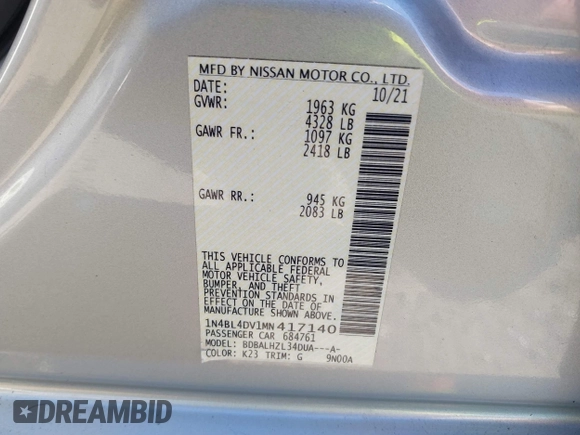 MFD BY NISSAN MOTOR CO., LTD.
DATE: 10/21
GVWR: 1963 KG
4328 LB
GAWR FR.: 1097 KG
2418 LB
GAWR RR.: 945 KG
2083 LB
THIS VEHICLE CONFORMS TO
ALL APPLICABLE FEDERAL
MOTOR VEHICLE SAFETY,
BUMPER, AND THEFT
PREVENTION STANDARDS IN
EFFECT ON THE DATE OF
MANUFACTURE SHOWN ABOVE.
1N4BL4DV1MN417140
PASSENGER CAR 684761
MODEL: BDBALHZL34DUA---A-
COLOR: K23 TRIM: G 9N00A
DREAMBID